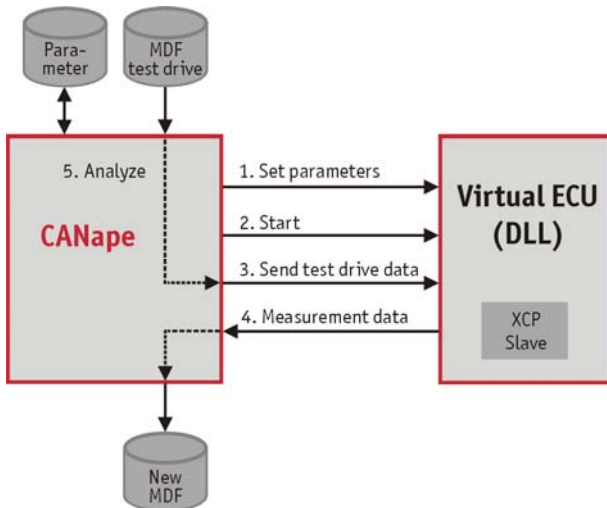 Para-
meter
MDF
test drive
5. Analyze
CANape
1. Set parameters
2. Start
3. Send test drive data
4. Measurement data
Virtual ECU
(DLL)
XCP
Slave
New
MDF